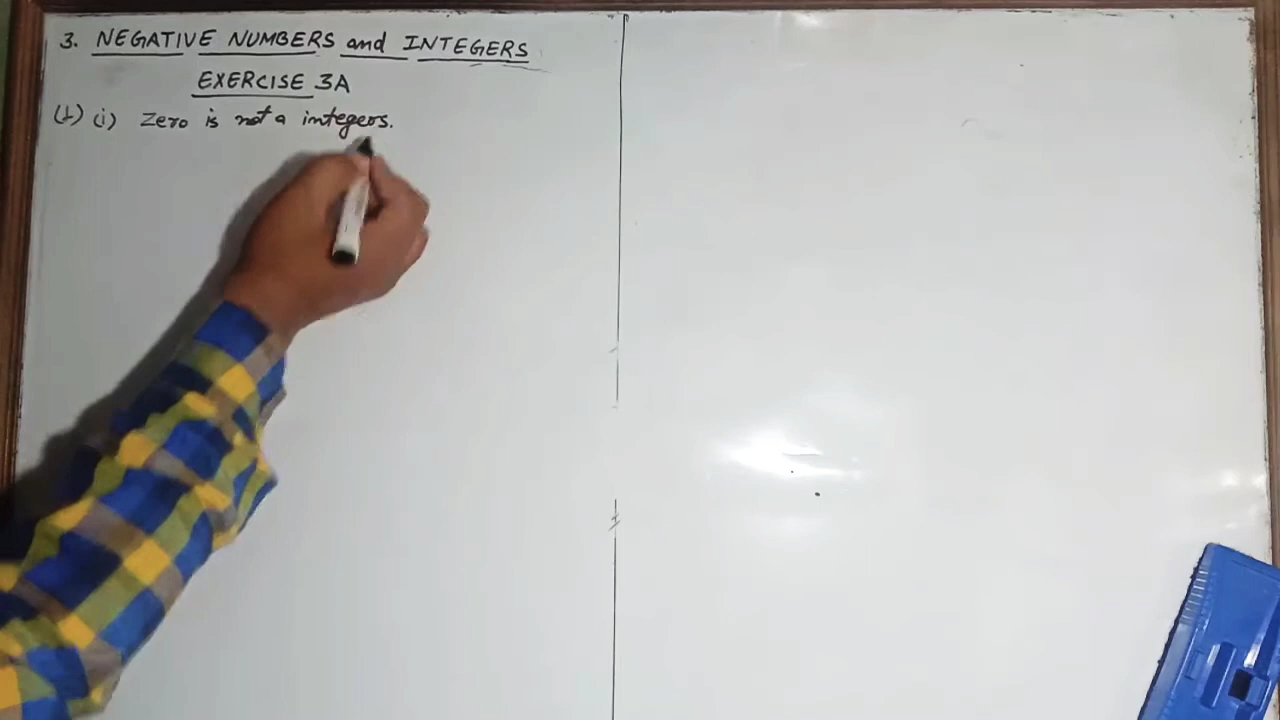 3. NEGATIVE NUMBERS and INTEGERS
EXERCISE 3A
(1) (i) Zero is not a integers.